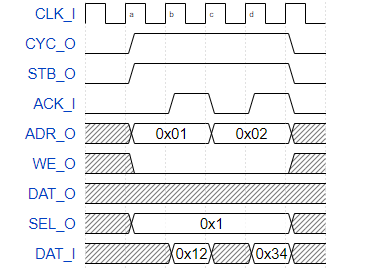 CLK_I a b c d
CYC_O
STB_O
ACK_I
ADR_O 0x01 0x02
WE_O
DAT_O
SEL_O 0x1
DAT_I 0x12 0x34